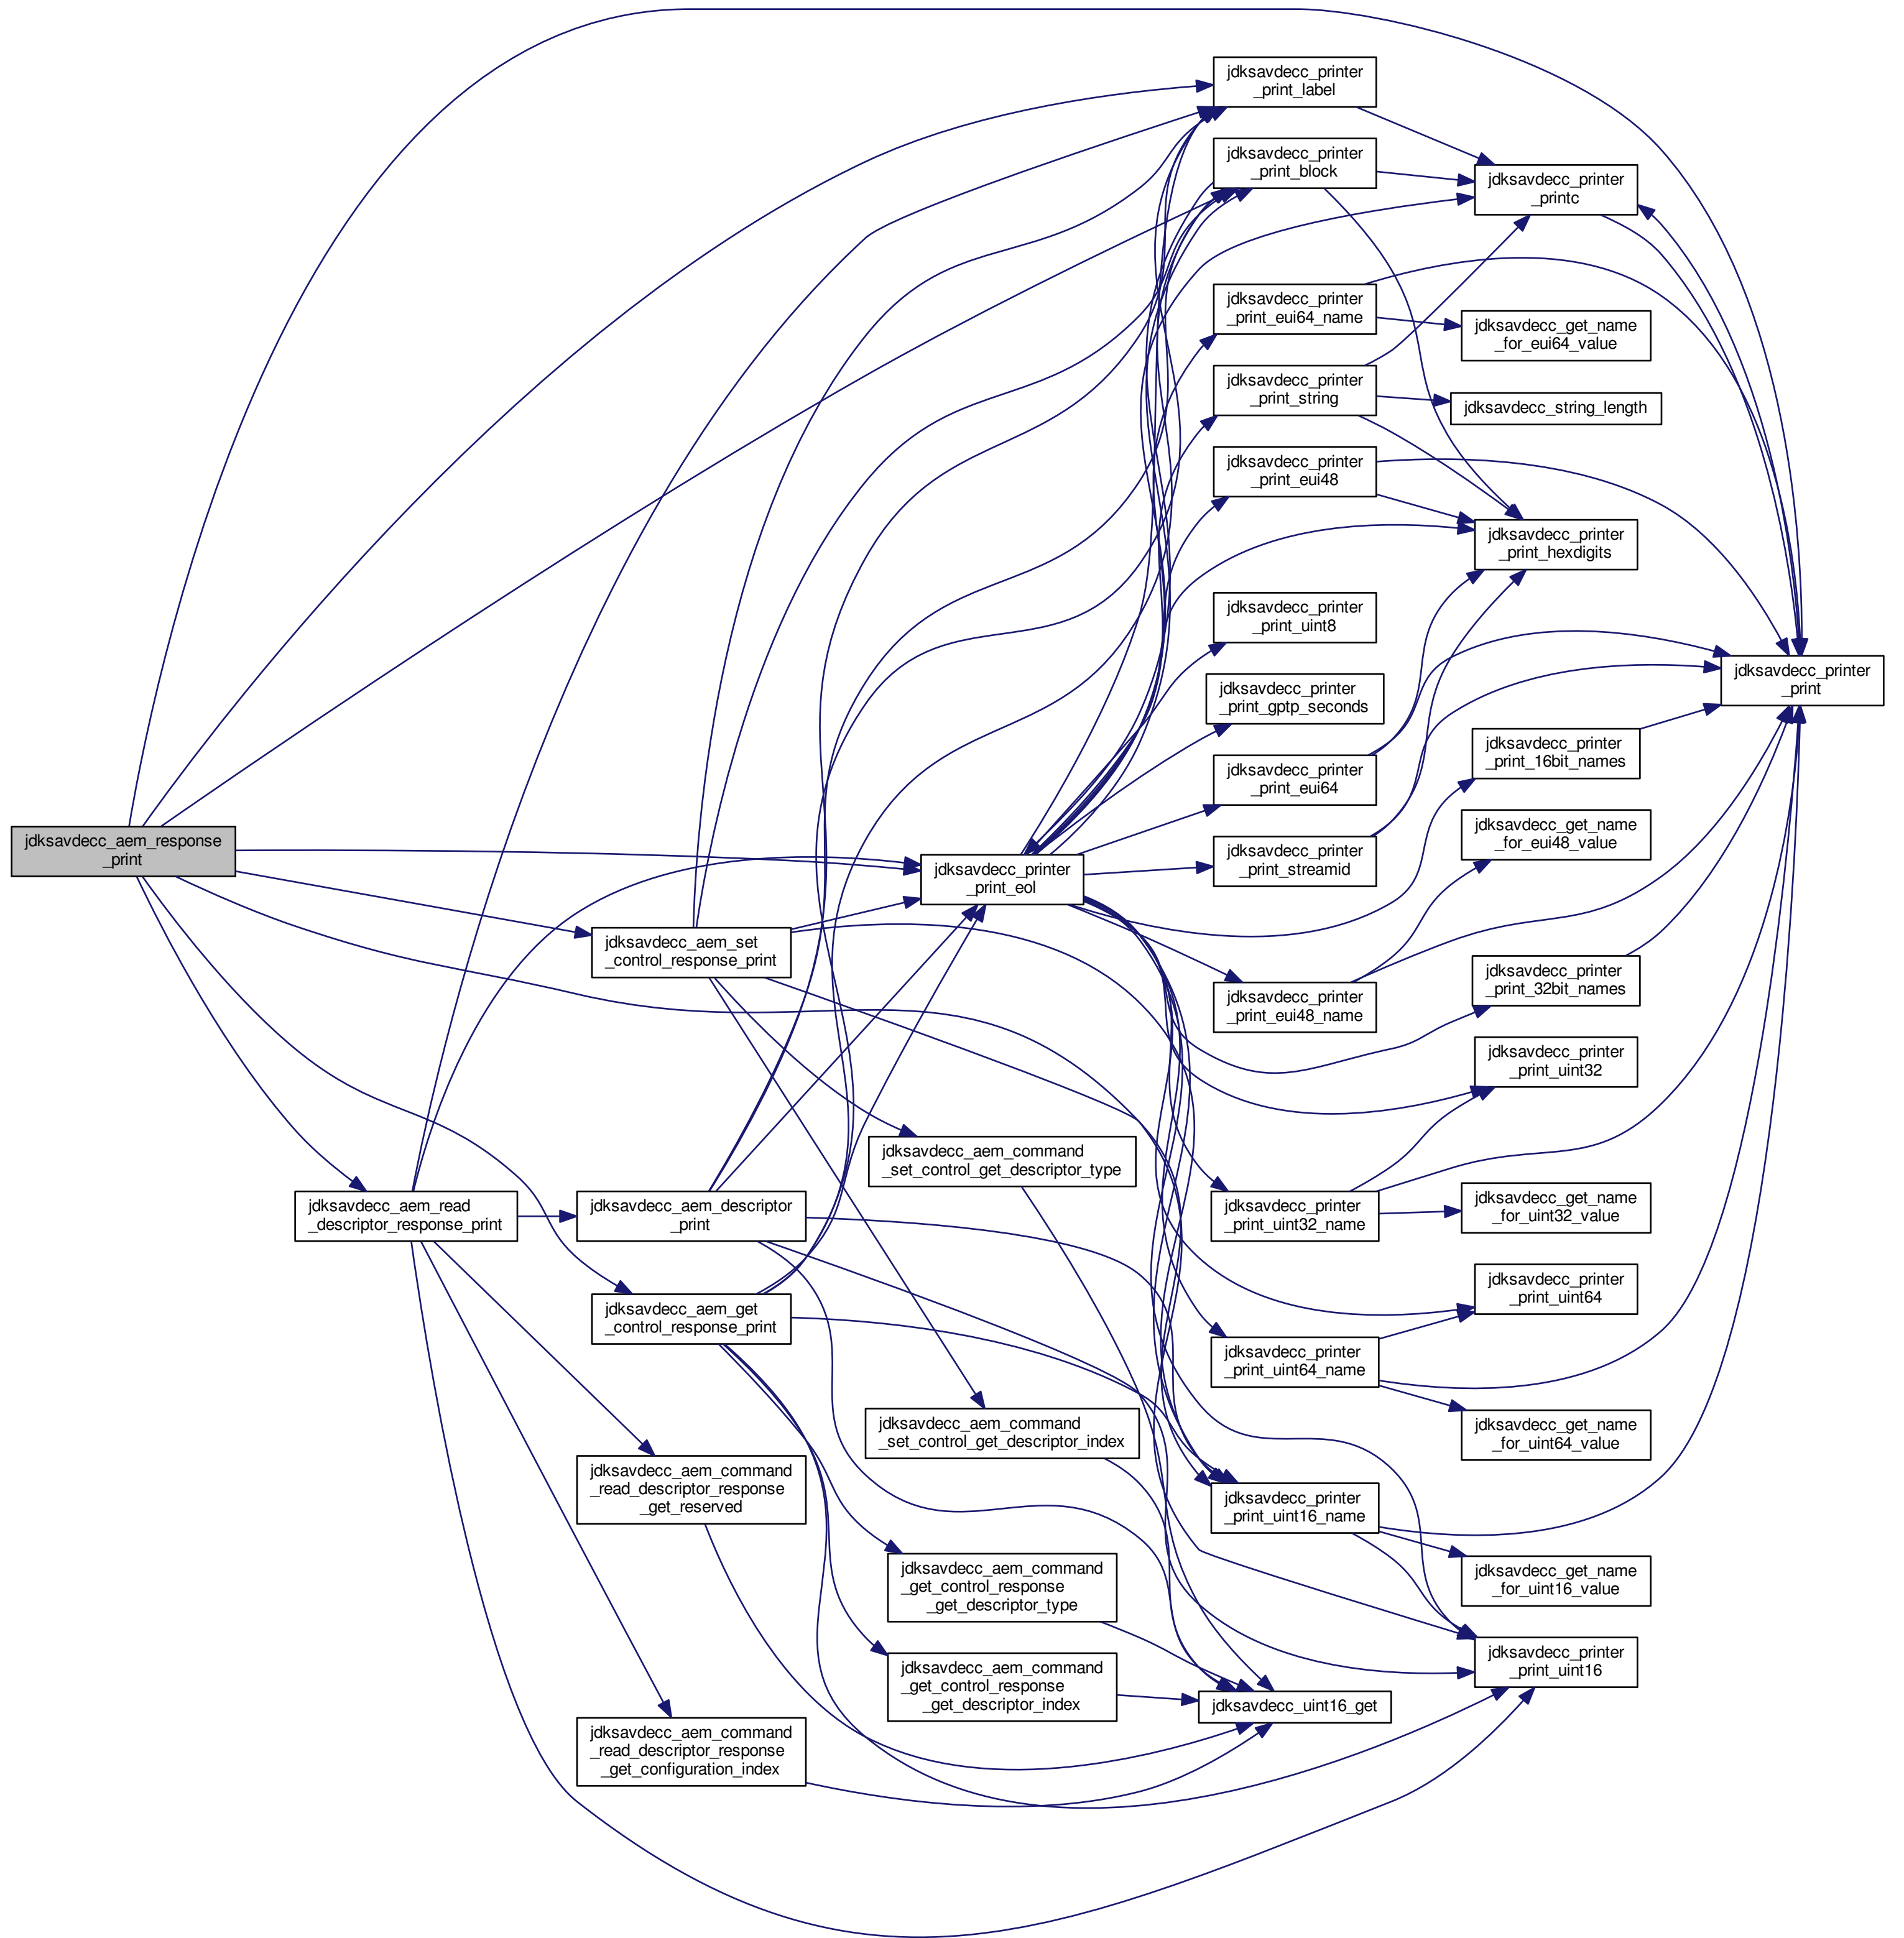 jdksavdecc_aem_response
_print
jdksavdecc_aem_read
_descriptor_response_print
jdksavdecc_aem_set
_control_response_print
jdksavdecc_aem_descriptor
_print
jdksavdecc_aem_get
_control_response_print
jdksavdecc_aem_command
_read_descriptor_response
_get_reserved
jdksavdecc_aem_command
_read_descriptor_response
_get_configuration_index
jdksavdecc_printer
_print_eol
jdksavdecc_aem_command
_set_control_get_descriptor_type
jdksavdecc_aem_command
_set_control_get_descriptor_index
jdksavdecc_aem_command
_get_control_response
_get_descriptor_type
jdksavdecc_aem_command
_get_control_response
_get_descriptor_index
jdksavdecc_printer
_print_label
jdksavdecc_printer
_print_block
jdksavdecc_printer
_print_eui64_name
jdksavdecc_printer
_print_string
jdksavdecc_printer
_print_eui48
jdksavdecc_printer
_print_uint8
jdksavdecc_printer
_print_gptp_seconds
jdksavdecc_printer
_print_eui64
jdksavdecc_printer
_print_streamid
jdksavdecc_printer
_print_eui48_name
jdksavdecc_printer
_print_uint32_name
jdksavdecc_printer
_print_uint64_name
jdksavdecc_printer
_print_uint16_name
jdksavdecc_uint16_get
jdksavdecc_printer
_printc
jdksavdecc_get_name
_for_eui64_value
jdksavdecc_string_length
jdksavdecc_printer
_print_hexdigits
jdksavdecc_printer
_print_16bit_names
jdksavdecc_get_name
_for_eui48_value
jdksavdecc_printer
_print_32bit_names
jdksavdecc_printer
_print_uint32
jdksavdecc_get_name
_for_uint32_value
jdksavdecc_printer
_print_uint64
jdksavdecc_get_name
_for_uint64_value
jdksavdecc_get_name
_for_uint16_value
jdksavdecc_printer
_print_uint16
jdksavdecc_printer
_print